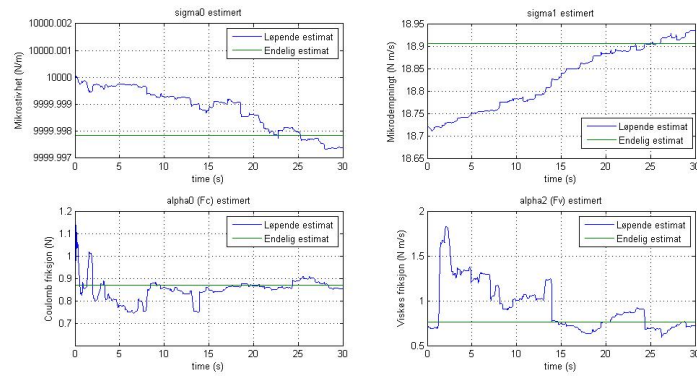 sigma0 estimert
10000.002
10000.001
10000
9999.999
9999.998
9999.997
Mikrostivhet (N/m)
0 5 10 15 20 25 30
time (s)
Løpende estimat
Endelig estimat
sigma1 estimert
18.95
18.9
18.85
18.8
18.75
18.7
18.65
Mikrodempningt (N m/s)
0 5 10 15 20 25 30
time (s)
Løpende estimat
Endelig estimat
alpha0 (Fc) estimert
1.2
1.1
1
0.9
0.8
0.7
0.6
Coulomb friksjon (N)
0 5 10 15 20 25 30
time (s)
Løpende estimat
Endelig estimat
alpha2 (Fv) estimert
2
1.5
1
0.5
Viskøs friksjon (N m/s)
0 5 10 15 20 25 30
time (s)
Løpende estimat
Endelig estimat